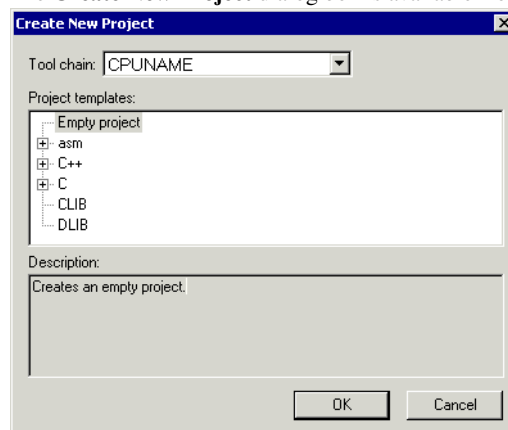 Create New Project
Tool chain: CPUNAME
Project templates:
Empty project
asm
C++
C
CLIB
DLIB
Description:
Creates an empty project.
OK Cancel